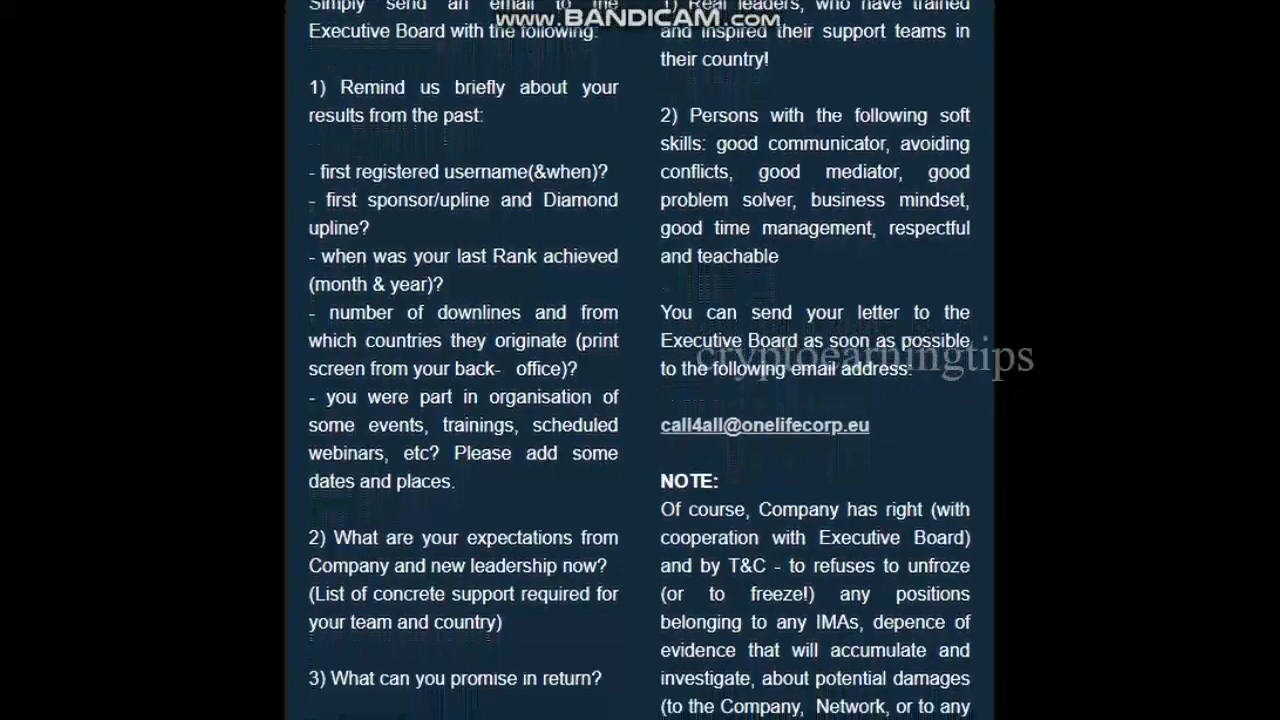 www.BANDICAM.com
Simply send an email to the
Executive Board with the following:
1) Remind us briefly about your
results from the past:
- first registered username(&when)?
- first sponsor/upline and Diamond
upline?
- when was your last Rank achieved
(month & year)?
- number of downlines and from
which countries they originate (print
screen from your back- office)?
- you were part in organisation of
some events, trainings, scheduled
webinars, etc? Please add some
dates and places.
2) What are your expectations from
Company and new leadership now?
(List of concrete support required for
your team and country)
3) What can you promise in return?
1) Real leaders, who have trained
and inspired their support teams in
their country!
2) Persons with the following soft
skills: good communicator, avoiding
conflicts, good mediator, good
problem solver, business mindset,
good time management, respectful
and teachable
You can send your letter to the
Executive Board as soon as possible
to the following email address:
cryptoearningtips
call4all@onelifecorp.eu
NOTE:
Of course, Company has right (with
cooperation with Executive Board)
and by T&C - to refuses to unfroze
(or to freeze!) any positions
belonging to any IMAs, depence of
evidence that will accumulate and
investigate, about potential damages
(to the Company, Network, or to any